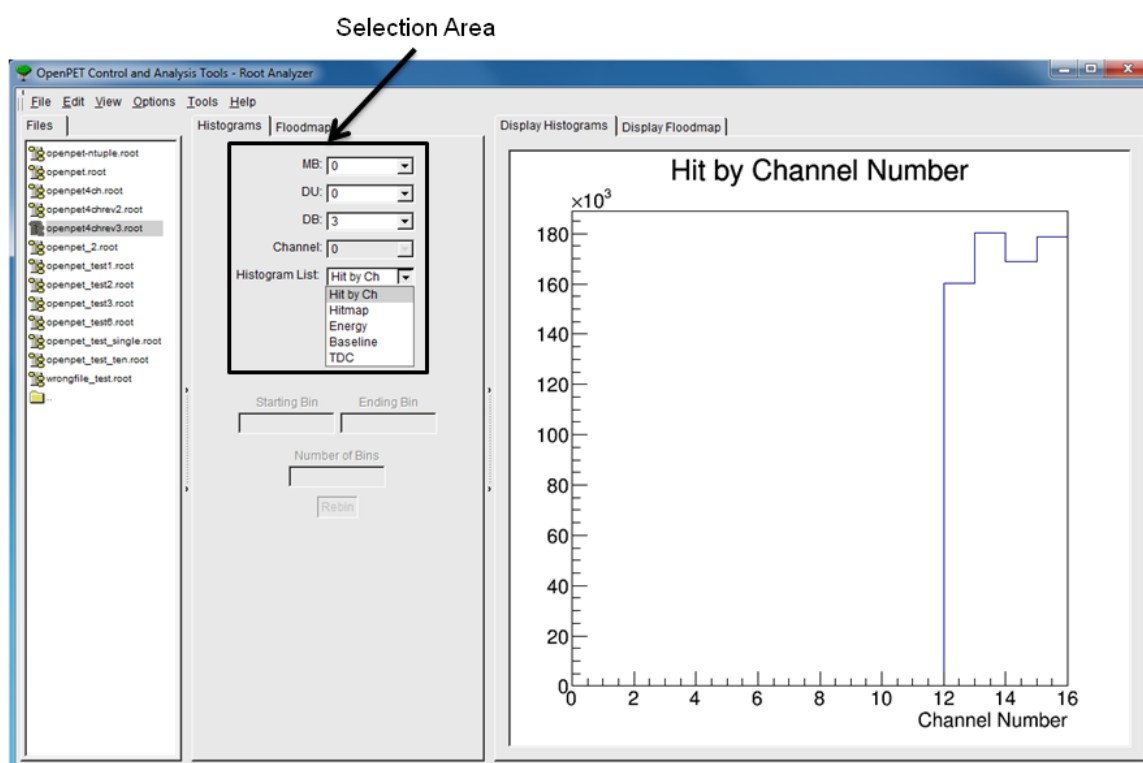 Selection Area
OpenPET Control and Analysis Tools - Root Analyzer
File Edit View Options Tools Help
Files
openpet-ntuple.root
openpet.root
openpet4ch.root
openpet4chrev2.root
openpet4chrev3.root
openpet_2.root
openpet_test1.root
openpet_test2.root
openpet_test3.root
openpet_test6.root
openpet_test_single.root
openpet_test_ten.root
wrongfile_test.root
..
Histograms Floodmap
MB: 0
DU: 0
DB: 3
Channel: 0
Histogram List: Hit by Ch
Hit by Ch
Hitmap
Energy
Baseline
TDC
Starting Bin Ending Bin
Number of Bins
Rebin
Display Histograms Display Floodmap
Hit by Channel Number
×10³
180
160
140
120
100
80
60
40
20
0
0 2 4 6 8 10 12 14 16
Channel Number